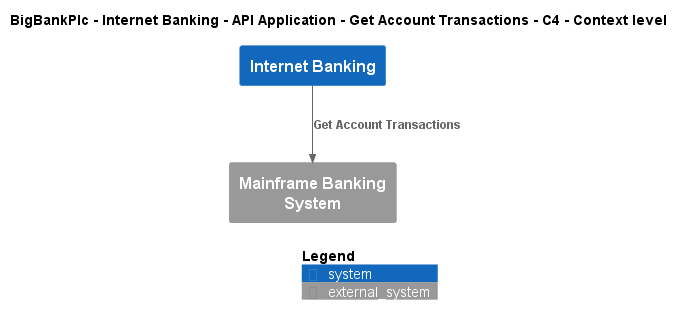 BigBankPlc - Internet Banking - API Application - Get Account Transactions - C4 - Context level
Internet Banking
Get Account Transactions
Mainframe Banking
System
Legend
system
external_system